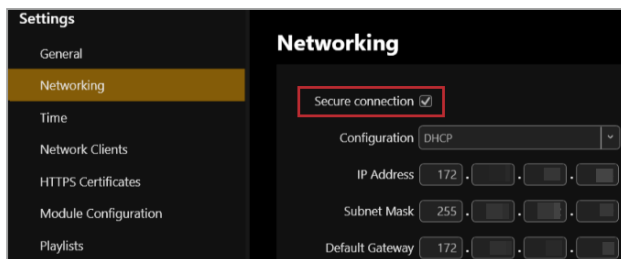 Settings
General
Networking
Time
Network Clients
HTTPS Certificates
Module Configuration
Playlists
Networking
Secure connection
Configuration DHCP
IP Address 172 . . .
Subnet Mask 255 . . .
Default Gateway 172 . . .